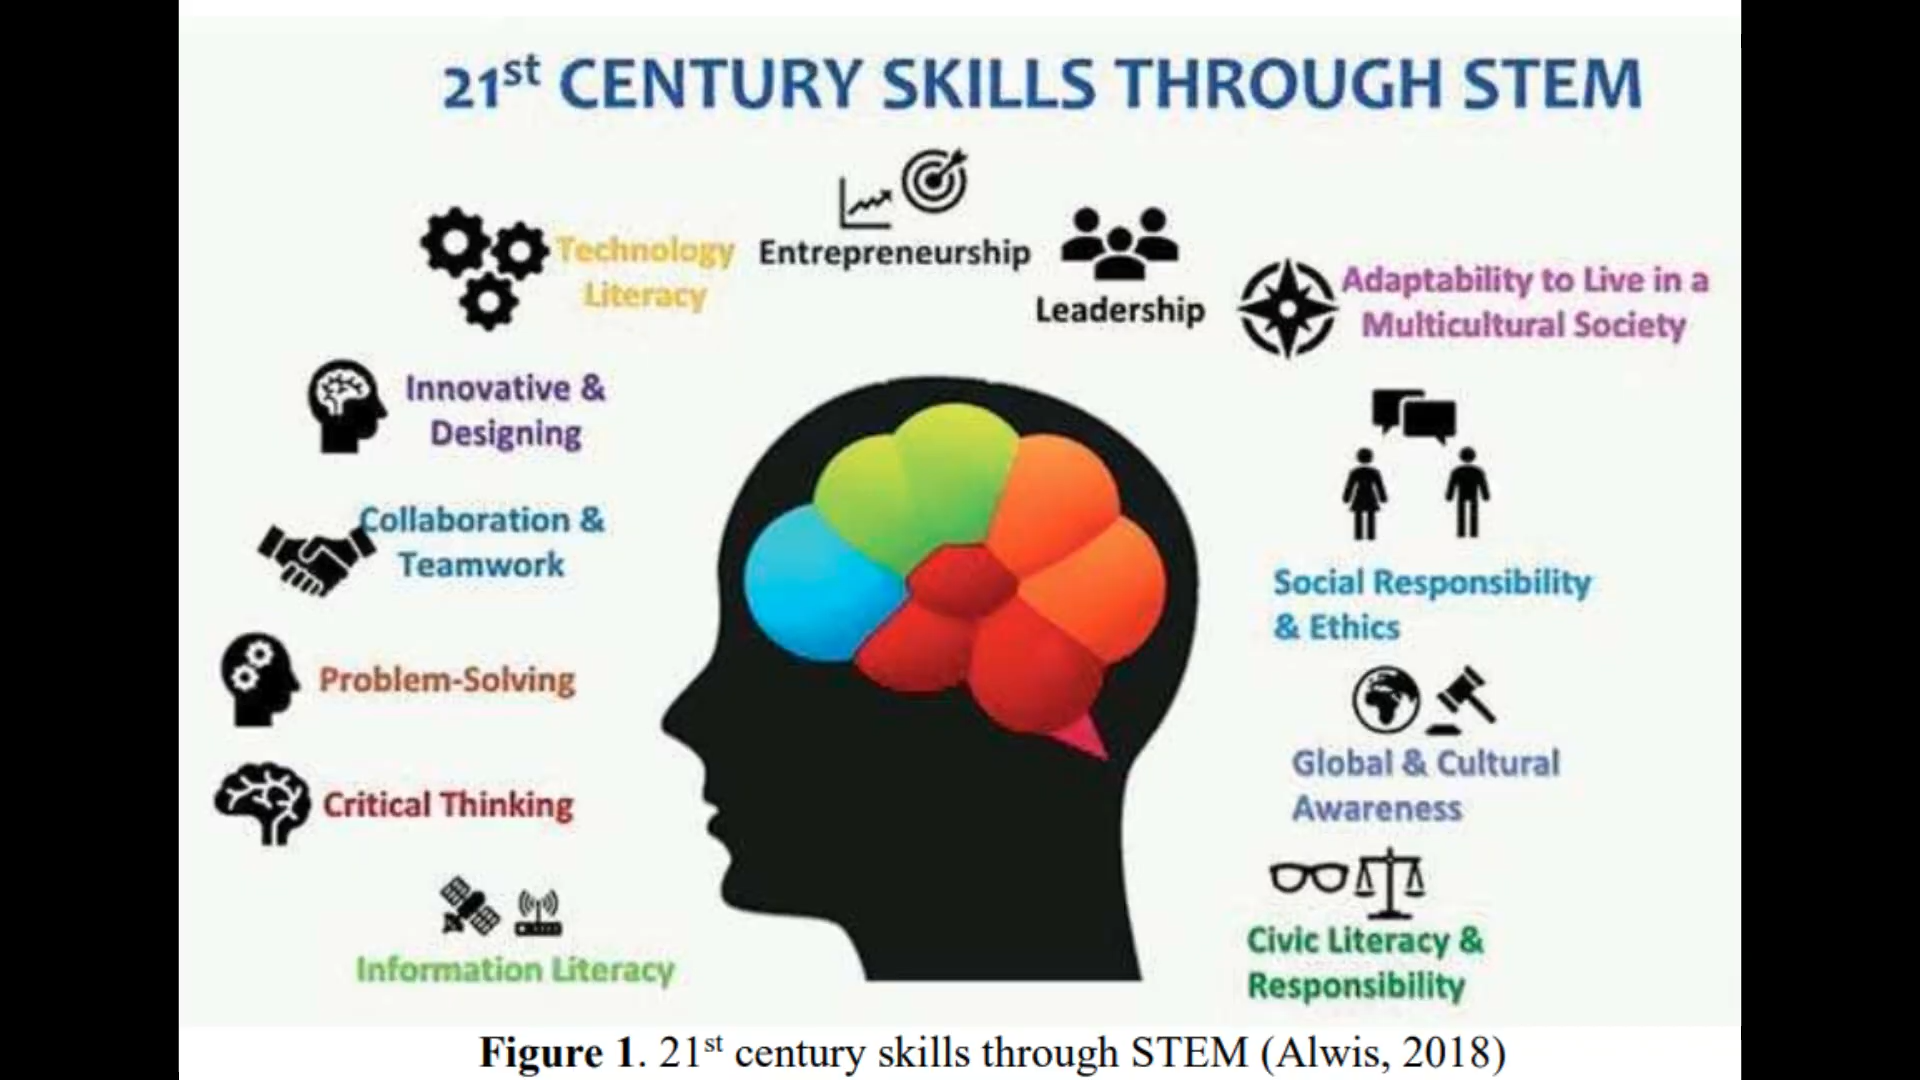 21st CENTURY SKILLS THROUGH STEM
Technology
Literacy
Entrepreneurship
Leadership
Adaptability to Live in a
Multicultural Society
Innovative &
Designing
Collaboration &
Teamwork
Problem-Solving
Critical Thinking
Information Literacy
Social Responsibility
& Ethics
Global & Cultural
Awareness
Civic Literacy &
Responsibility
Figure 1. 21st century skills through STEM (Alwis, 2018)